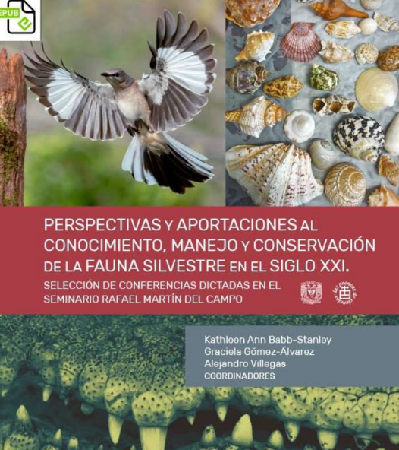 EPUB
PERSPECTIVAS Y APORTACIONES AL
CONOCIMIENTO, MANEJO Y CONSERVACIÓN
DE LA FAUNA SILVESTRE EN EL SIGLO XXI.
SELECCIÓN DE CONFERENCIAS DICTADAS EN EL
SEMINARIO RAFAEL MARTÍN DEL CAMPO
Kathleen Ann Babb-Stanley
Graciela Gómez-Alvarez
Alejandro Villegas
COORDINADORES